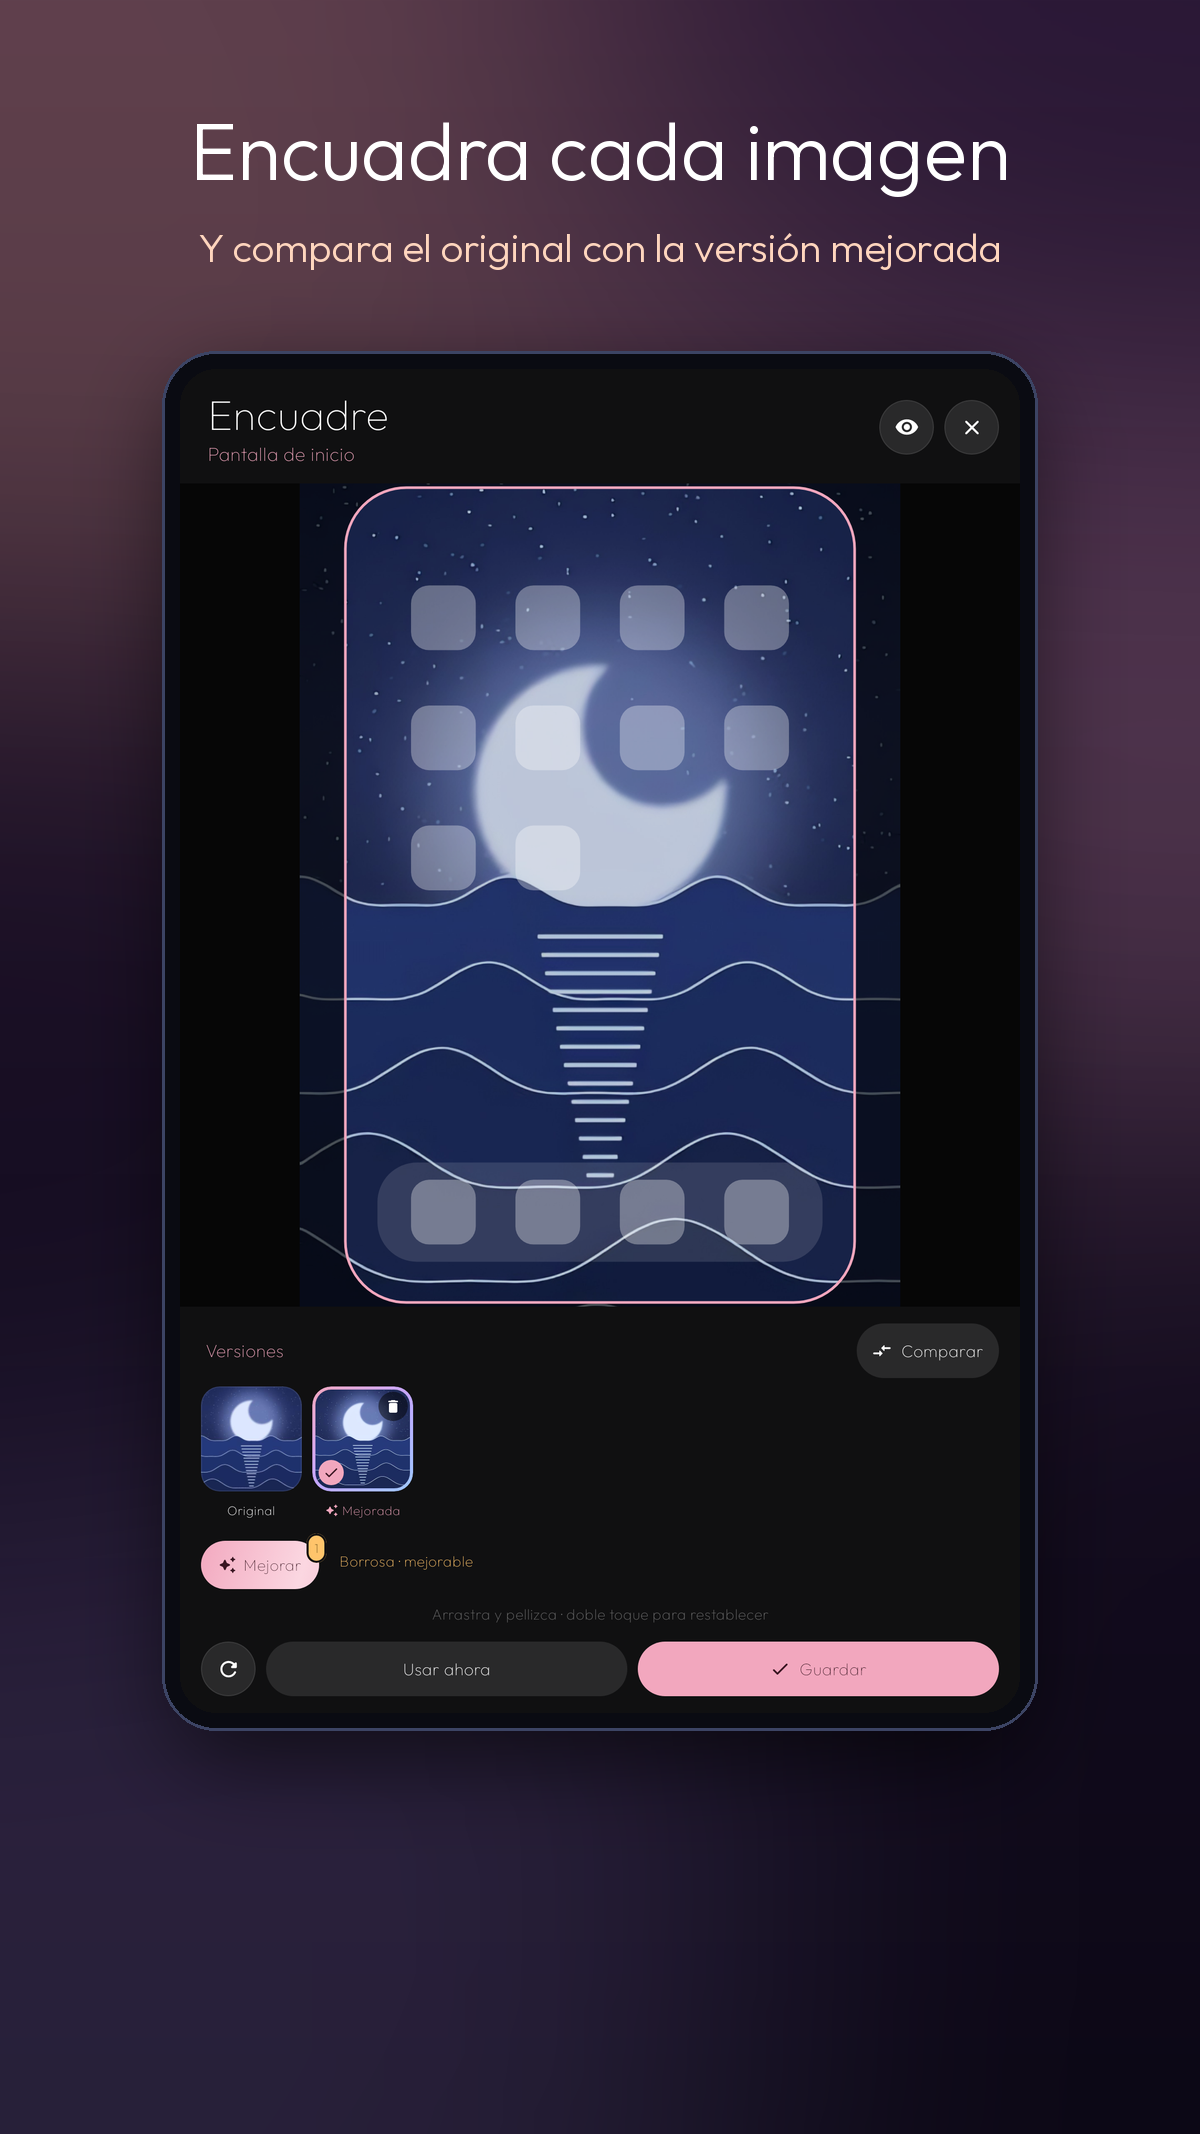 Encuadra cada imagen
Y compara el original con la versión mejorada
Encuadre
Pantalla de inicio
Versiones
Comparar
Original
Mejorada
Mejorar
1
Borrosa · mejorable
Arrastra y pellizca · doble toque para restablecer
Usar ahora
Guardar